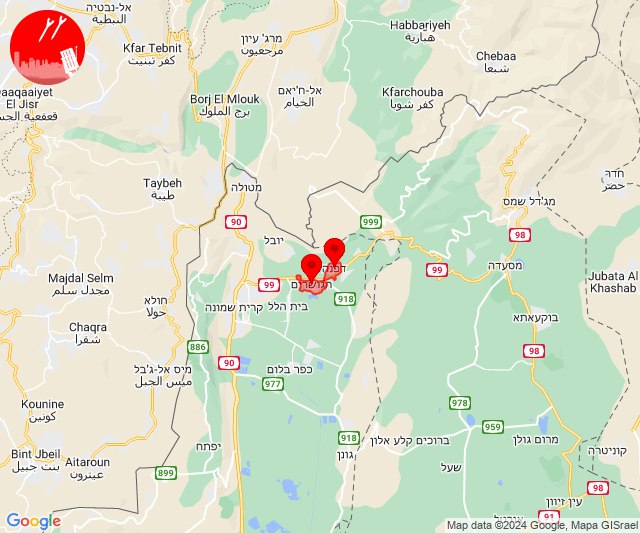 אל-נבטיה
النبطية
Habbariyeh
هبارية
מרג' עיון
مرجعيون
Kfar Tebnit
كفر تبنيت
Chebaa
شبعا
El Jisr
Borj El Mlouk
برج الملوك
אל-ח'יאם
الخيام
Kfarchouba
كفر شوبا
Taybeh
طيبة
מטולה
חדר
حضر
מג'דל שמס
90
999
98
יובל
דפנה
99
99
מסעדה
Majdal Selm
مجدل سلم
חולא
حولا
הגושרים
918
Jubata Al
Khashab
קרית שמונה
בית הלל
בוקעאתא
Chaqra
شقرا
886
98
מיס אל-ג'בל
ميس الجبل
90
כפר בלום
977
Kounine
كونين
978
959
918
ברוכים קלע אלון
מרום גולן
קוניטרה
Bint Jbeil
بنت جبيل
Aitaroun
عيترون
יפתח
גונן
שעל
899
98
עין זיוון
91
אורטל
Google
Map data ©2024 Google, Mapa GISrael